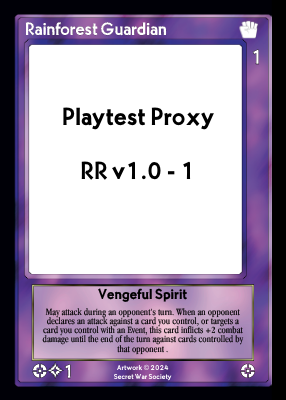 Rainforest Guardian
1
Playtest Proxy
RR v1.0 - 1
Vengeful Spirit
May attack during an opponent's turn. When an opponent
declares an attack against a card you control, or targets a
card you control with an Event, this card inflicts +2 combat
damage until the end of the turn against cards controlled by
that opponent .
1
Artwork © 2024
Secret War Society